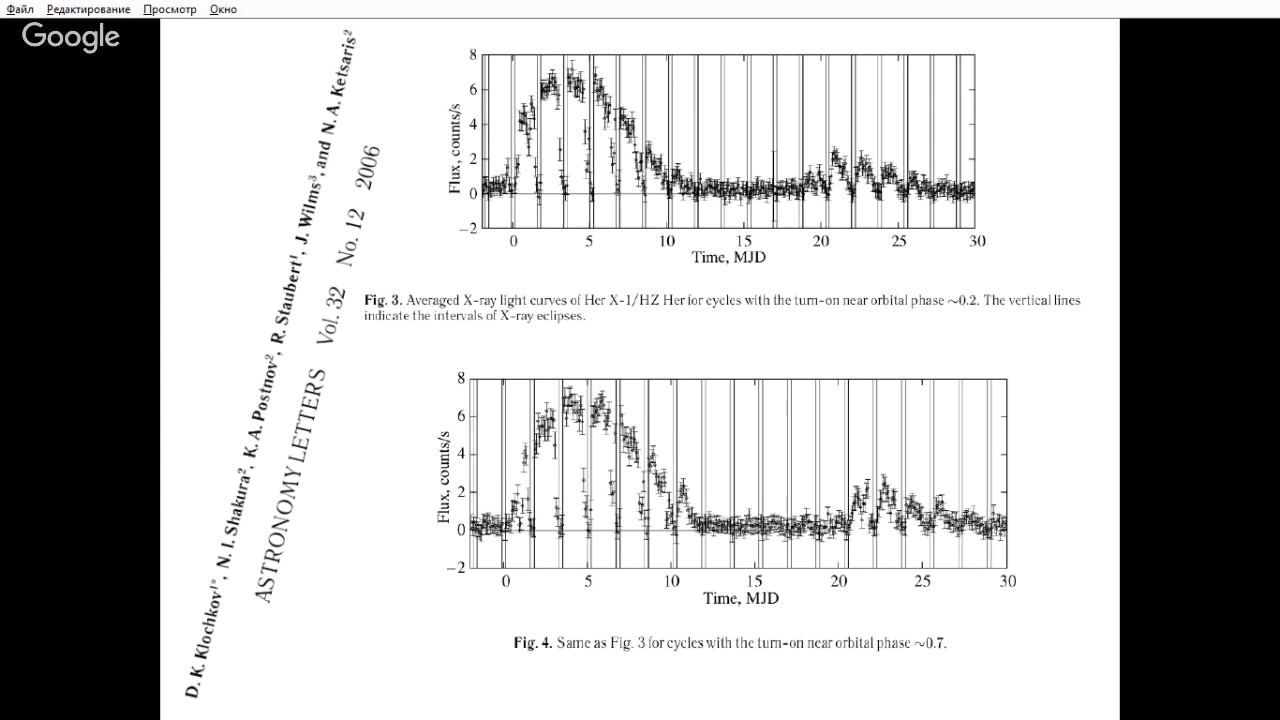 Файл Редактирование Просмотр Окно
Google
D. K. Klochkov¹*, N. I. Shakura², K. A. Postnov², R. Staubert¹, J. Wilms³, and N. A. Ketsaris²
ASTRONOMY LETTERS Vol. 32 No. 12 2006
8
6
4
2
0
−2
Flux, counts/s
0 5 10 15 20 25 30
Time, MJD
Fig. 3. Averaged X-ray light curves of Her X-1/HZ Her for cycles with the turn-on near orbital phase ~0.2. The vertical lines
indicate the intervals of X-ray eclipses.
8
6
4
2
0
−2
Flux, counts/s
0 5 10 15 20 25 30
Time, MJD
Fig. 4. Same as Fig. 3 for cycles with the turn-on near orbital phase ~0.7.